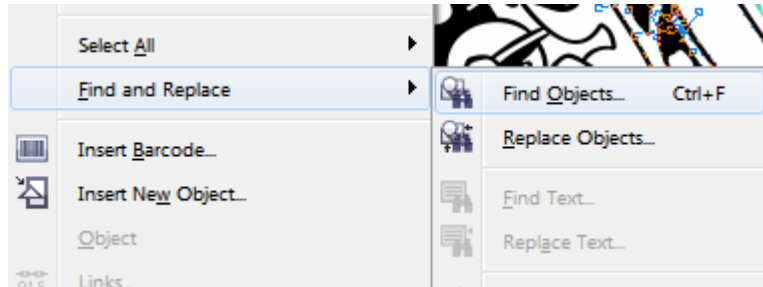 Select All
Find and Replace
Insert Barcode...
Insert New Object...
Object
Links...
Find Objects... Ctrl+F
Replace Objects...
Find Text...
Replace Text...